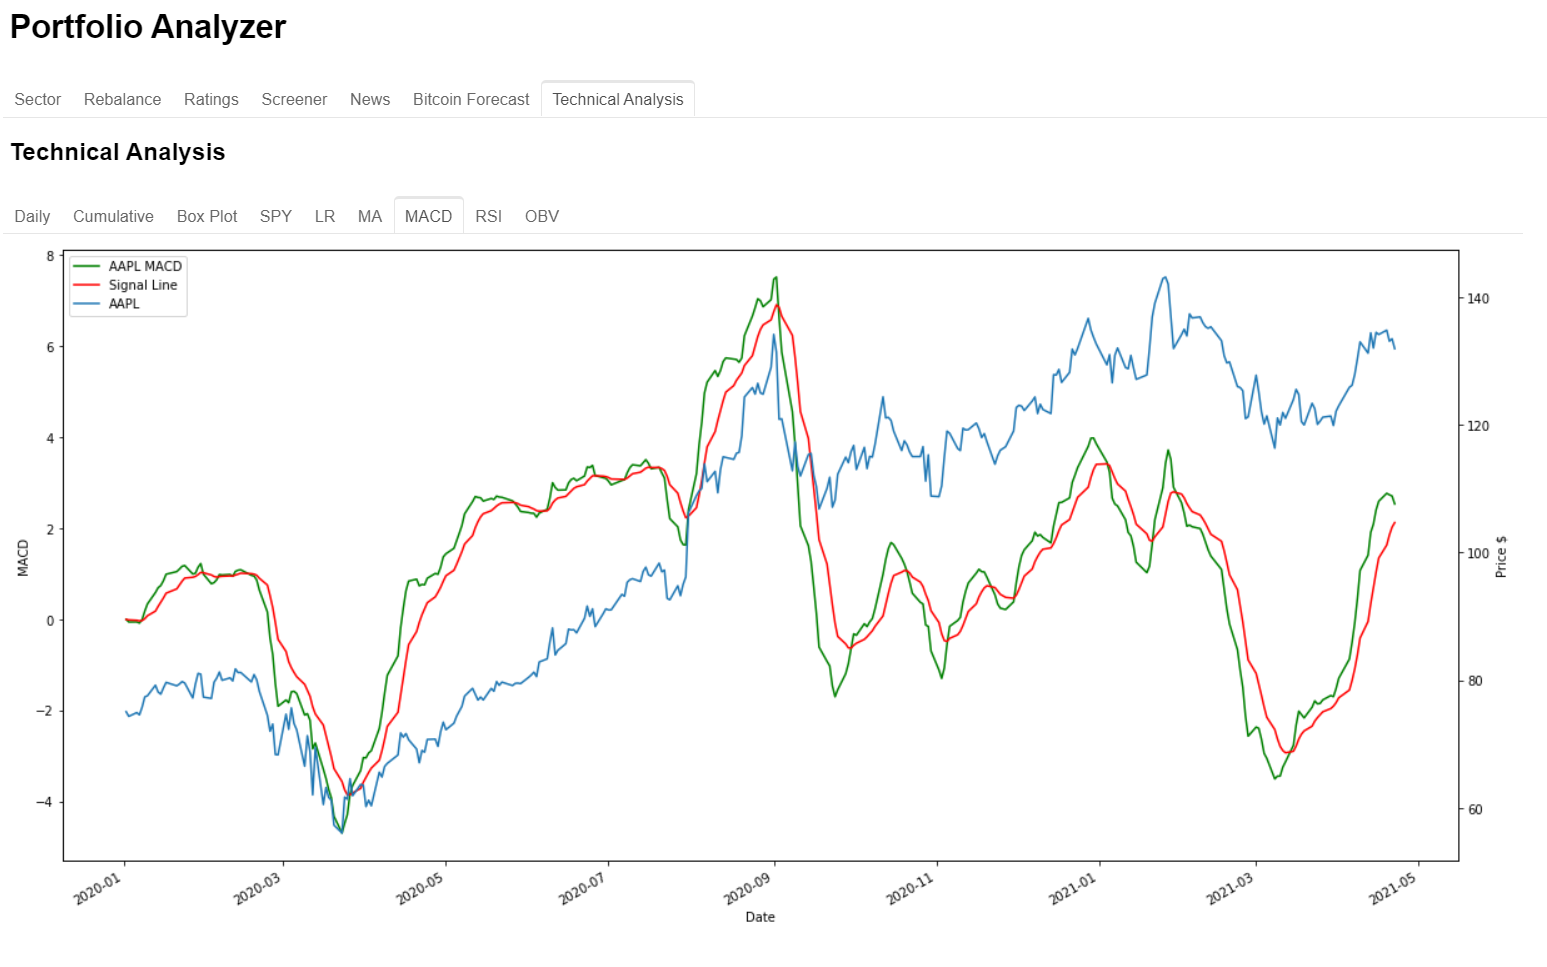 Portfolio Analyzer
Sector Rebalance Ratings Screener News Bitcoin Forecast Technical Analysis
Technical Analysis
Daily Cumulative Box Plot SPY LR MA MACD RSI OBV
AAPL MACD
Signal Line
AAPL
8
6
4
2
0
−2
−4
MACD
140
120
100
80
60
Price $
2020-01 2020-03 2020-05 2020-07 2020-09 2020-11 2021-01 2021-03 2021-05
Date